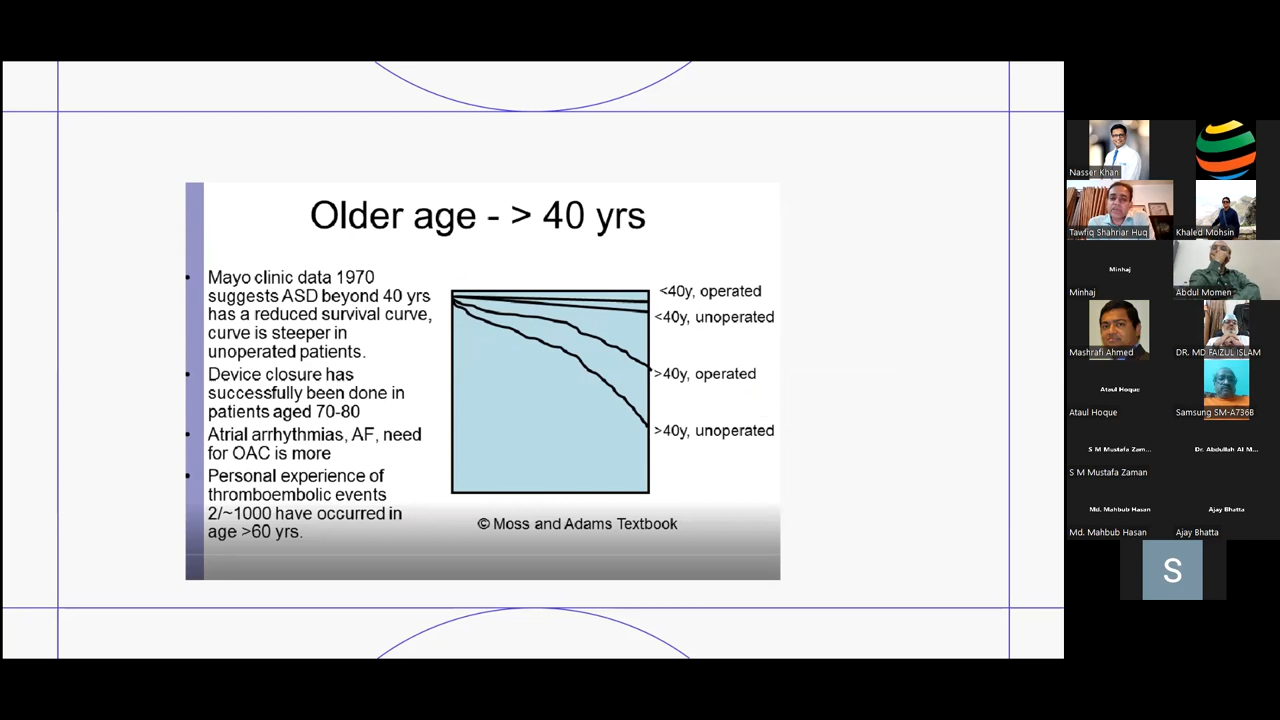 Older age - > 40 yrs
Mayo clinic data 1970
suggests ASD beyond 40 yrs
has a reduced survival curve,
curve is steeper in
unoperated patients.
Device closure has
successfully been done in
patients aged 70-80
Atrial arrhythmias, AF, need
for OAC is more
Personal experience of
thromboembolic events
2/~1000 have occurred in
age >60 yrs.
<40y, operated
<40y, unoperated
>40y, operated
>40y, unoperated
© Moss and Adams Textbook
Nasser Khan
Tawfiq Shahriar Huq
Khaled Mohsin
Minhaj
Minhaj
Abdul Momen
Mashrafi Ahmed
DR. MD FAIZUL ISLAM
Ataul Hoque
Ataul Hoque
Samsung SM-A736B
S M Mustafa Zam...
S M Mustafa Zaman
Dr. Abdullah Al M...
Md. Mahbub Hasan
Md. Mahbub Hasan
Ajay Bhatta
Ajay Bhatta
S